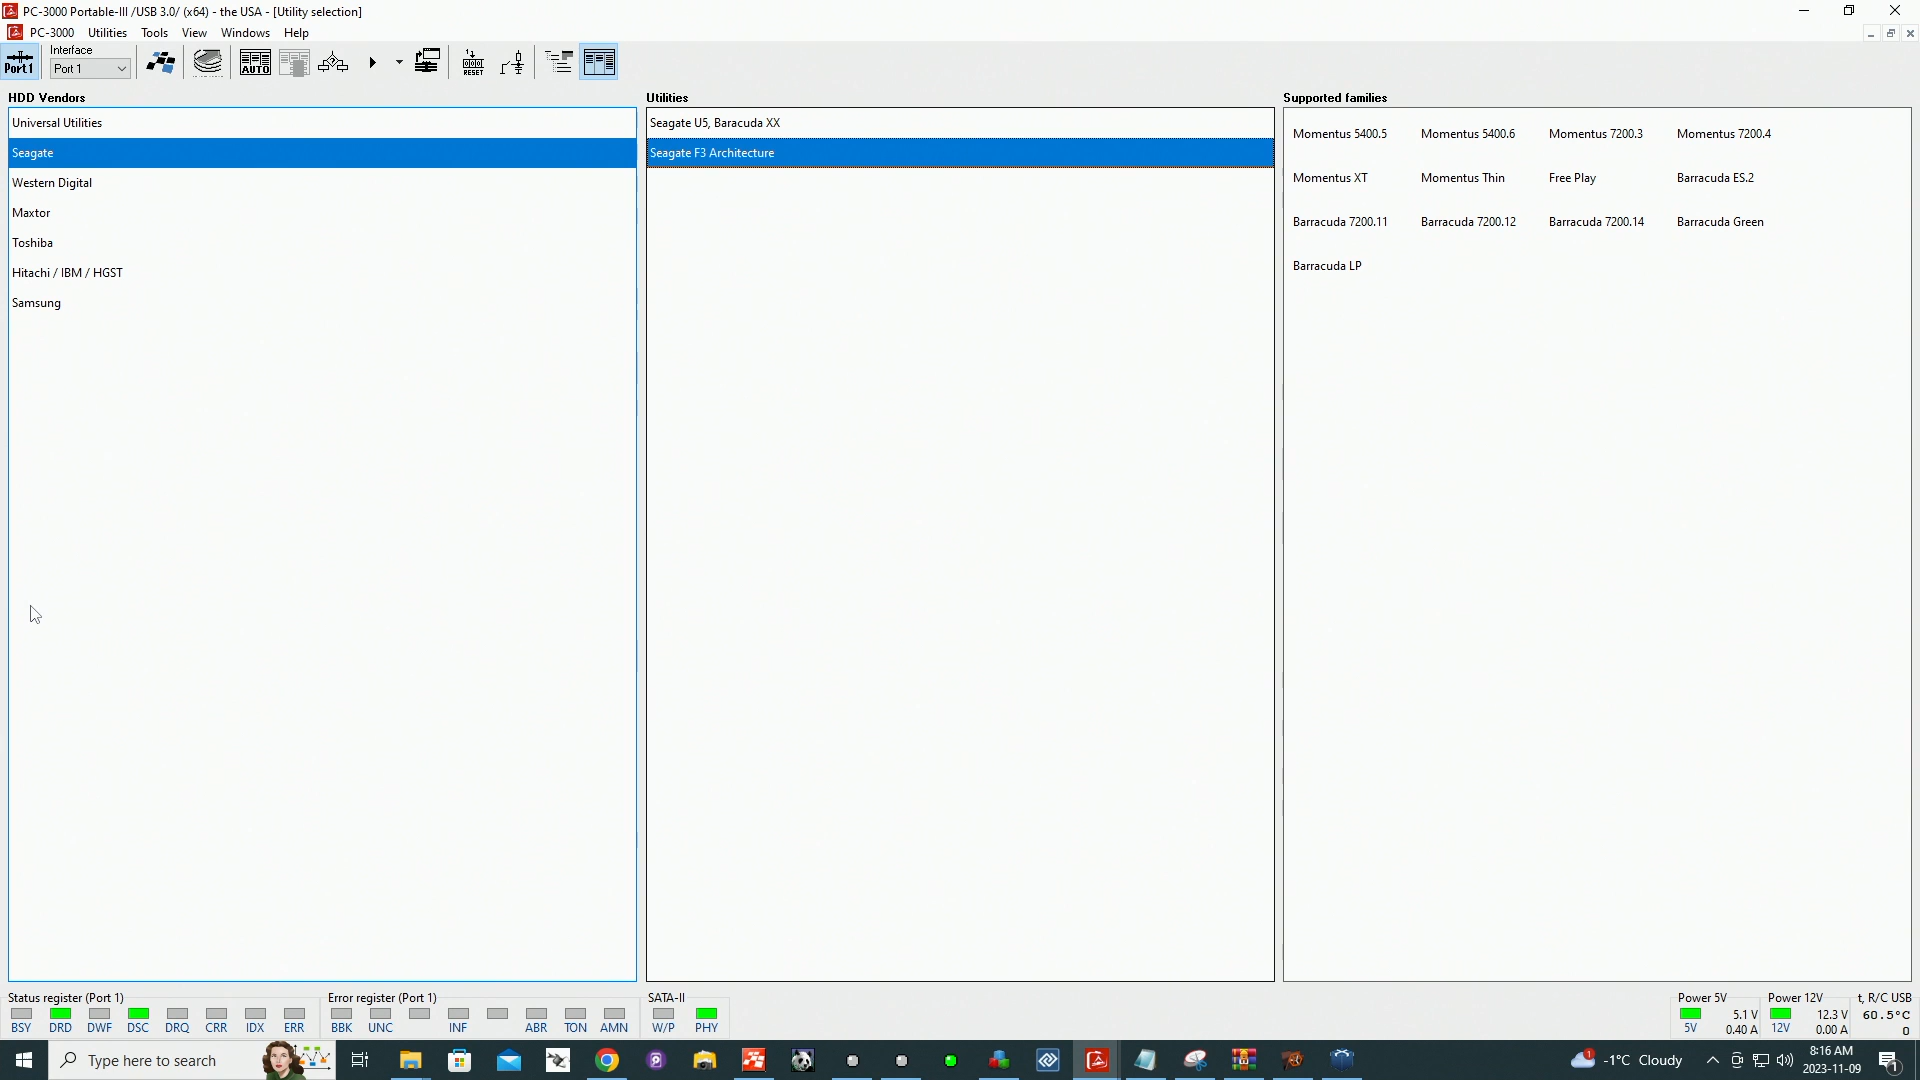 PC-3000 Portable-III /USB 3.0/ (x64) - the USA - [Utility selection]
PC-3000 Utilities Tools View Windows Help
Port1
Interface
Port 1
AUTO
RESET
HDD Vendors
Universal Utilities
Seagate
Western Digital
Maxtor
Toshiba
Hitachi / IBM / HGST
Samsung
Utilities
Seagate U5, Baracuda XX
Seagate F3 Architecture
Supported families
Momentus 5400.5 Momentus 5400.6 Momentus 7200.3 Momentus 7200.4
Momentus XT Momentus Thin Free Play Barracuda ES.2
Barracuda 7200.11 Barracuda 7200.12 Barracuda 7200.14 Barracuda Green
Barracuda LP
Status register (Port 1)
BSY DRD DWF DSC DRQ CRR IDX ERR
Error register (Port 1)
BBK UNC INF ABR TON AMN
SATA-II
W/P PHY
Power 5V
5.1 V
5V 0.40 A
Power 12V
12.3 V
12V 0.00 A
t, R/C USB
60.5°C
0
Type here to search
1
-1°C Cloudy
8:16 AM
2023-11-09
1